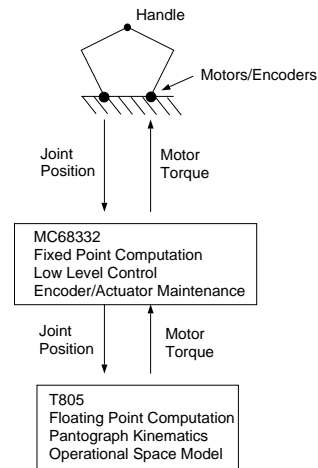 Handle
Motors/Encoders
Joint
Position
Motor
Torque
MC68332
Fixed Point Computation
Low Level Control
Encoder/Actuator Maintenance
Joint
Position
Motor
Torque
T805
Floating Point Computation
Pantograph Kinematics
Operational Space Model